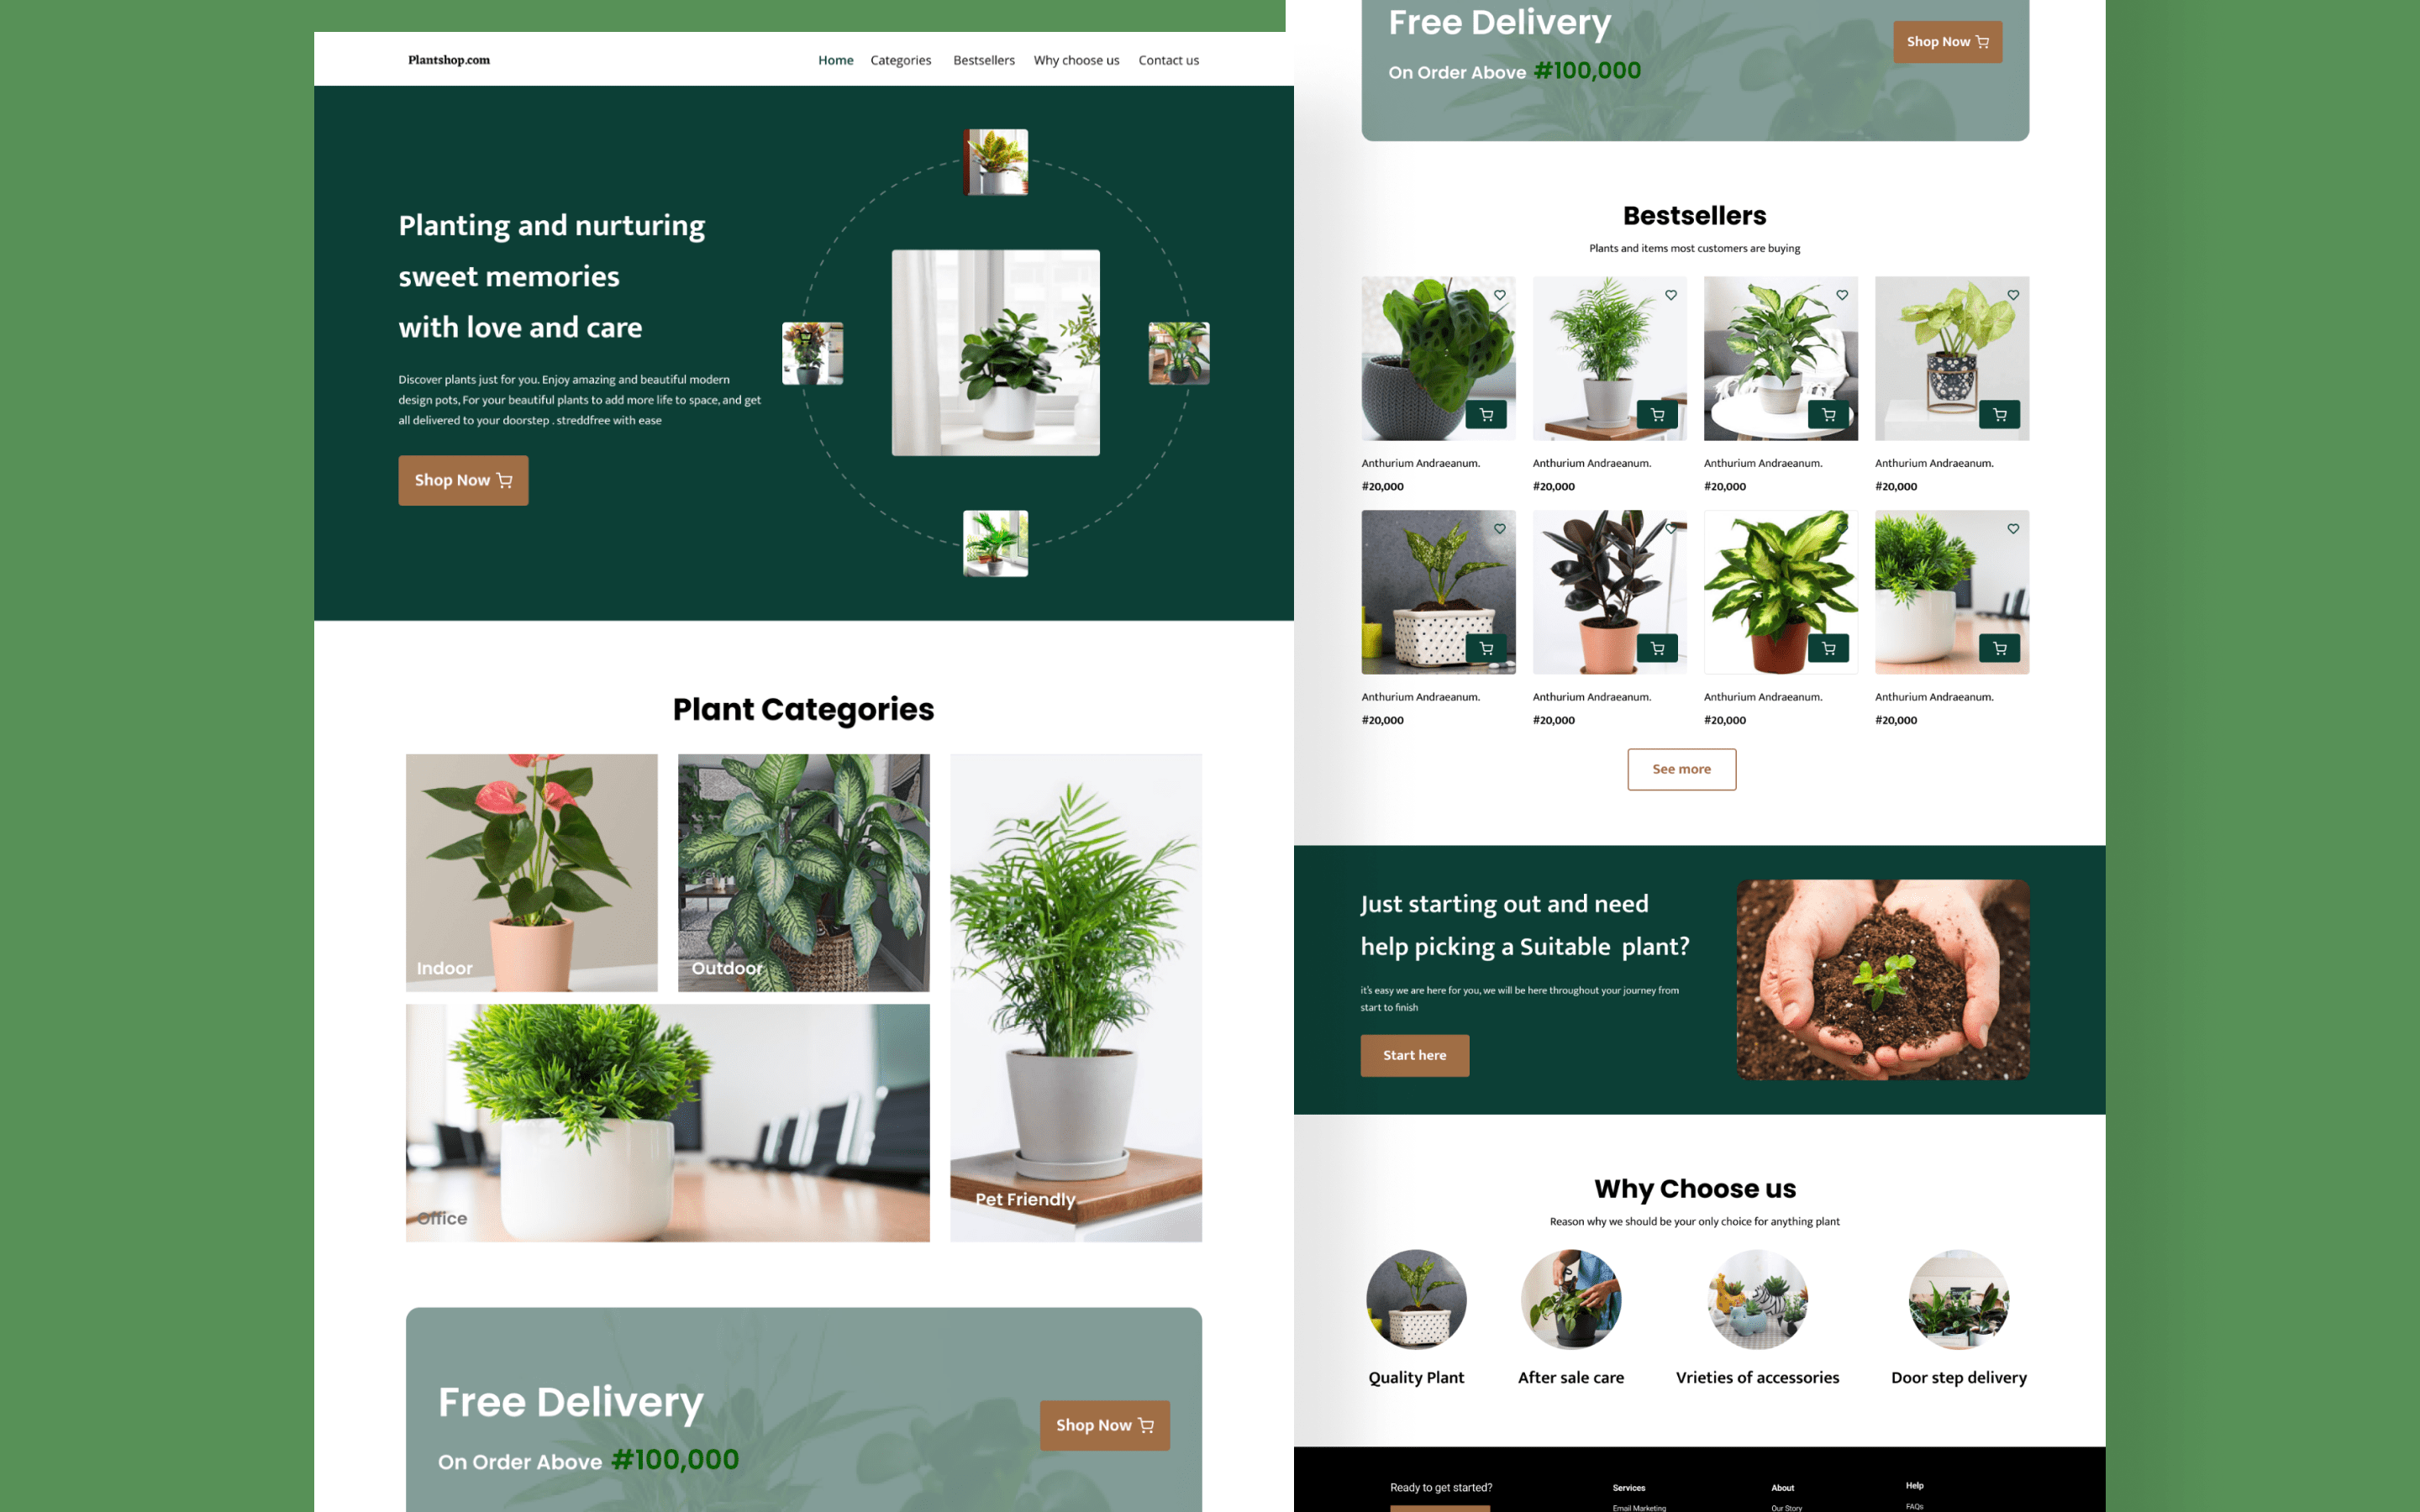 Plantshop.com
Home Categories Bestsellers Why choose us Contact us
Planting and nurturing
sweet memories
with love and care
Discover plants just for you. Enjoy amazing and beautiful modern
design pots, For your beautiful plants to add more life to space, and get
all delivered to your doorstep . streddfree with ease
Shop Now
Plant Categories
Indoor
Outdoor
Office
Pet Friendly
Free Delivery
On Order Above #100,000
Shop Now
Free Delivery
On Order Above #100,000
Shop Now
Bestsellers
Plants and items most customers are buying
Anthurium Andraeanum. Anthurium Andraeanum. Anthurium Andraeanum. Anthurium Andraeanum.
#20,000 #20,000 #20,000 #20,000
Anthurium Andraeanum. Anthurium Andraeanum. Anthurium Andraeanum. Anthurium Andraeanum.
#20,000 #20,000 #20,000 #20,000
See more
Just starting out and need
help picking a Suitable plant?
it's easy we are here for you, we will be here throughout your journey from
start to finish
Start here
Why Choose us
Reason why we should be your only choice for anything plant
Quality Plant After sale care Vrieties of accessories Door step delivery
Ready to get started? Services About Help
Email Marketing Our Story FAQs